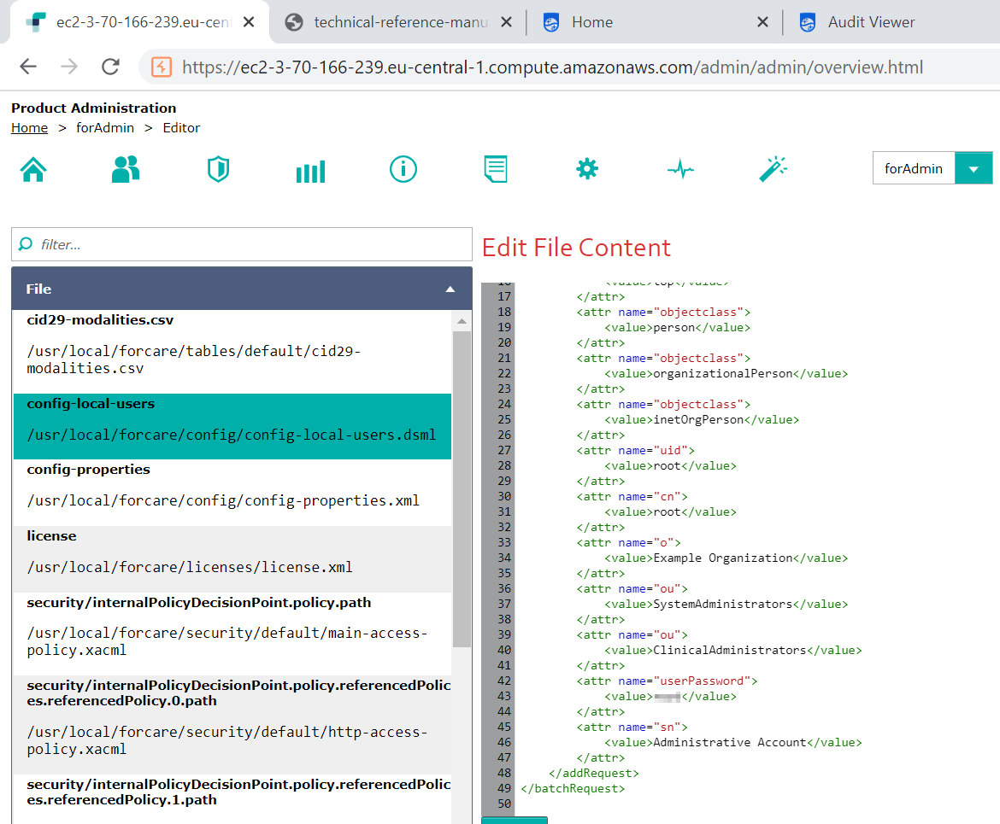 ec2-3-70-166-239.eu-cent
technical-reference-manu
Home
Audit Viewer
https://ec2-3-70-166-239.eu-central-1.compute.amazonaws.com/admin/admin/overview.html
Product Administration
Home > forAdmin > Editor
forAdmin
filter...
Edit File Content
File
cid29-modalities.csv
/usr/local/forcare/tables/default/cid29-
modalities.csv
config-local-users
/usr/local/forcare/config/config-local-users.dsml
config-properties
/usr/local/forcare/config/config-properties.xml
license
/usr/local/forcare/licenses/license.xml
security/internalPolicyDecisionPoint.policy.path
/usr/local/forcare/security/default/main-access-
policy.xacml
security/internalPolicyDecisionPoint.policy.referencedPolic
es.referencedPolicy.0.path
/usr/local/forcare/security/default/http-access-
policy.xacml
security/internalPolicyDecisionPoint.policy.referencedPolic
es.referencedPolicy.1.path
16 <value>top</value>
17 </attr>
18 <attr name="objectclass">
19 <value>person</value>
20 </attr>
21 <attr name="objectclass">
22 <value>organizationalPerson</value>
23 </attr>
24 <attr name="objectclass">
25 <value>inetOrgPerson</value>
26 </attr>
27 <attr name="uid">
28 <value>root</value>
29 </attr>
30 <attr name="cn">
31 <value>root</value>
32 </attr>
33 <attr name="o">
34 <value>Example Organization</value>
35 </attr>
36 <attr name="ou">
37 <value>SystemAdministrators</value>
38 </attr>
39 <attr name="ou">
40 <value>ClinicalAdministrators</value>
41 </attr>
42 <attr name="userPassword">
43 <value></value>
44 </attr>
45 <attr name="sn">
46 <value>Administrative Account</value>
47 </attr>
48 </addRequest>
49 </batchRequest>
50